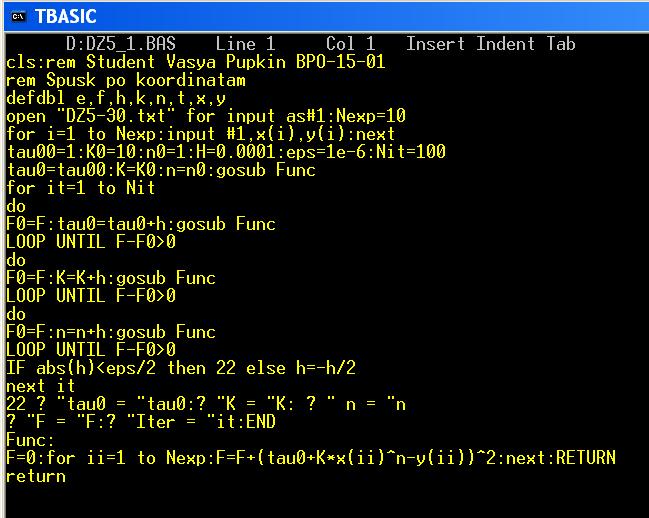 TBASIC
D:DZ5_1.BAS Line 1 Col 1 Insert Indent Tab
cls:rem Student Vasya Pupkin BPO-15-01
rem Spusk po koordinatam
defdbl e,f,h,k,n,t,x,y
open "DZ5-30.txt" for input as#1:Nexp=10
for i=1 to Nexp:input #1,x(i),y(i):next
tau00=1:K0=10:n0=1:H=0.0001:eps=1e-6:Nit=100
tau0=tau00:K=K0:n=n0:gosub Func
for it=1 to Nit
do
F0=F:tau0=tau0+h:gosub Func
LOOP UNTIL F-F0>0
do
F0=F:K=K+h:gosub Func
LOOP UNTIL F-F0>0
do
F0=F:n=n+h:gosub Func
LOOP UNTIL F-F0>0
IF abs(h)<eps/2 then 22 else h=-h/2
next it
22 ? "tau0 = "tau0:? "K = "K: ? " n = "n
? "F = "F:? "Iter = "it:END
Func:
F=0:for ii=1 to Nexp:F=F+(tau0+K*x(ii)^n-y(ii))^2:next:RETURN
return